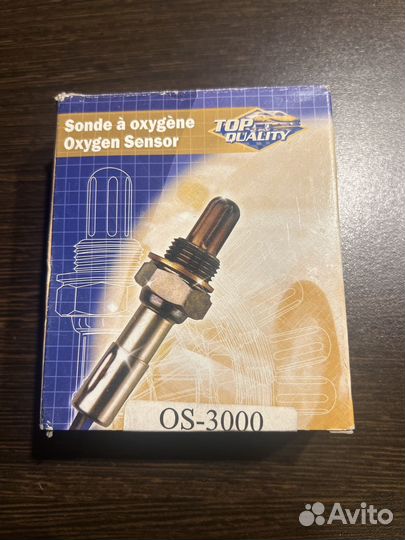 Sonde à oxygène
Oxygen Sensor
TOP
QUALITY
OS-3000
Avito